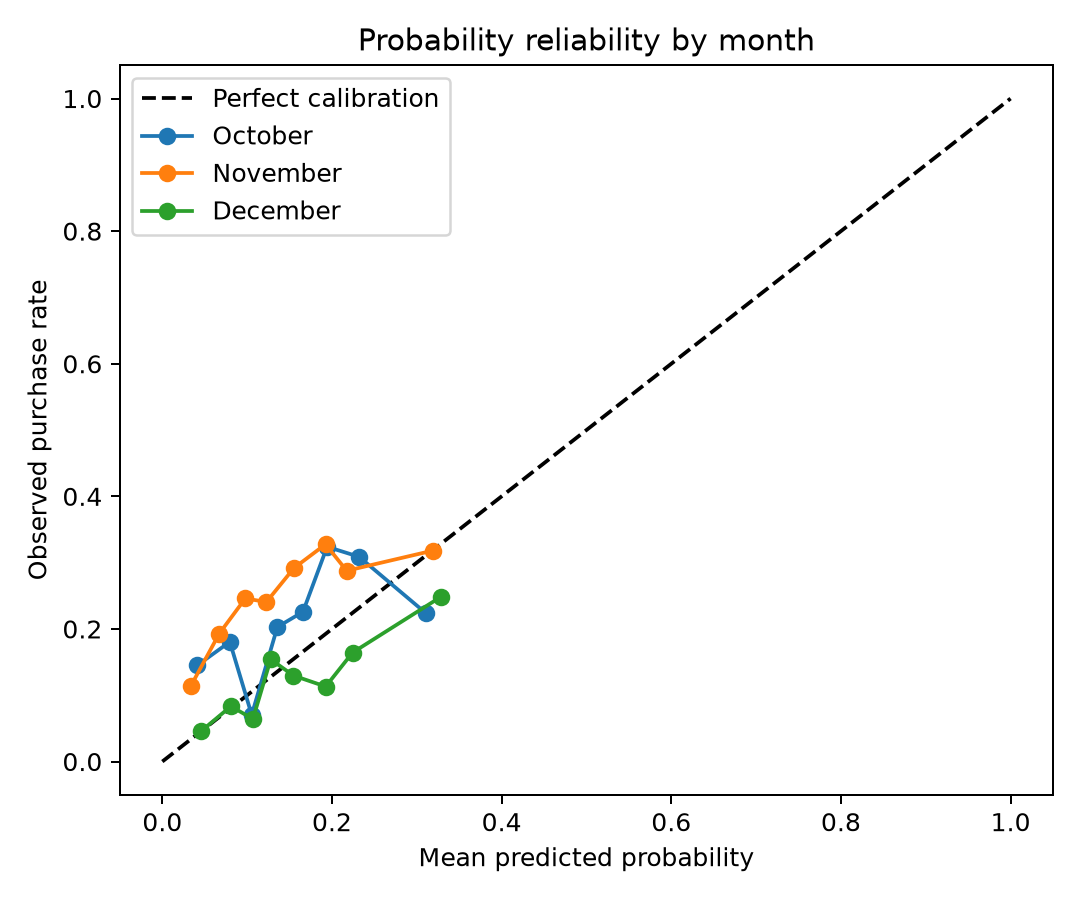 Probability reliability by month
Perfect calibration
October
November
December
1.0
0.8
0.6
0.4
0.2
0.0
Observed purchase rate
0.0 0.2 0.4 0.6 0.8 1.0
Mean predicted probability